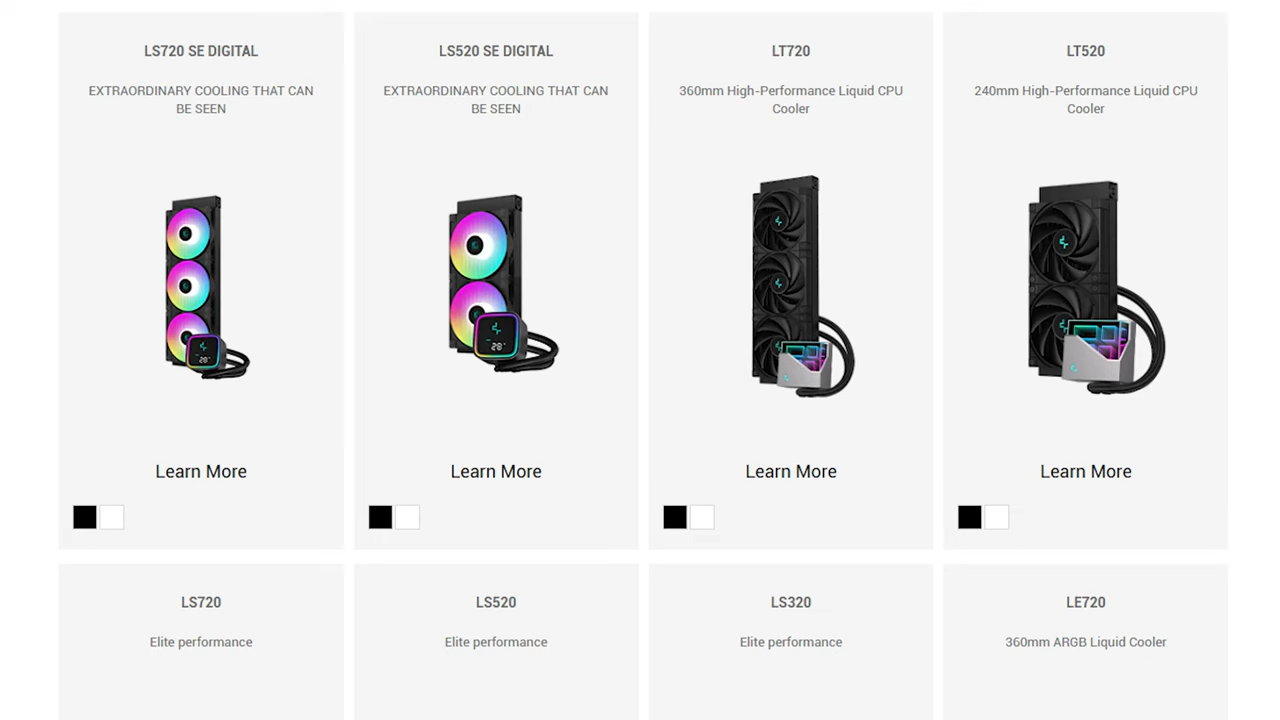 LS720 SE DIGITAL
EXTRAORDINARY COOLING THAT CAN
BE SEEN
28
Learn More
LS520 SE DIGITAL
EXTRAORDINARY COOLING THAT CAN
BE SEEN
28
Learn More
LT720
360mm High-Performance Liquid CPU
Cooler
Learn More
LT520
240mm High-Performance Liquid CPU
Cooler
Learn More
LS720
Elite performance
LS520
Elite performance
LS320
Elite performance
LE720
360mm ARGB Liquid Cooler